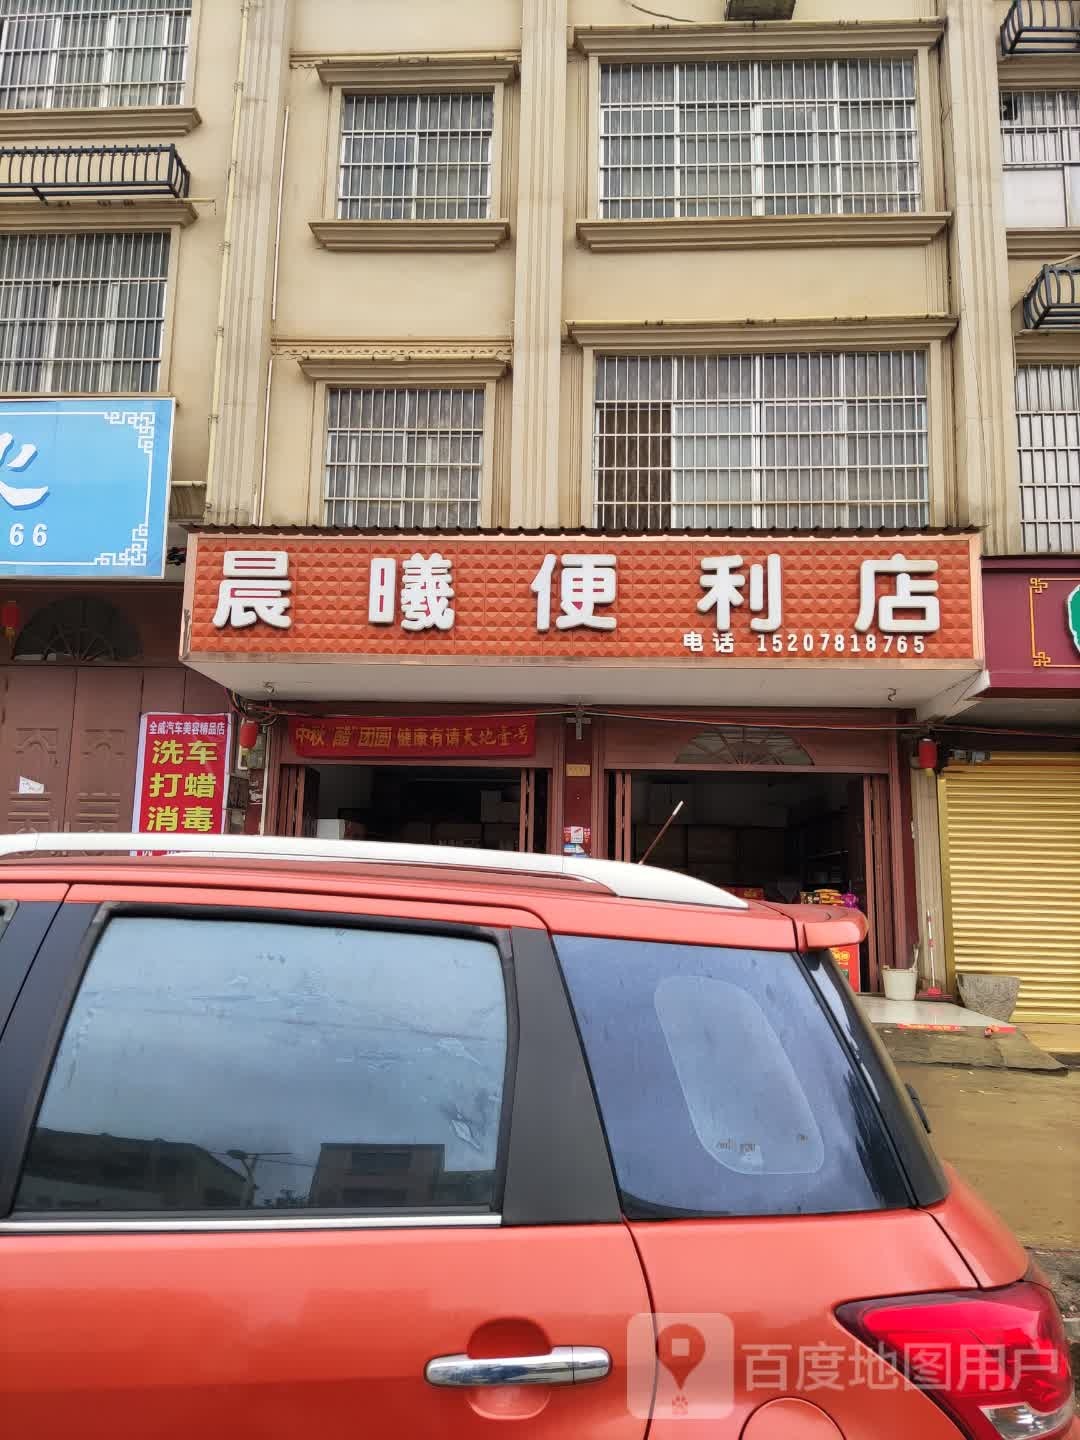 火
66
晨曦便利店
电话 15207818765
中秋 醋 团圆 健康有请天地壹号
全威汽车美容精品店
洗车
打蜡
消毒
百度地图用户